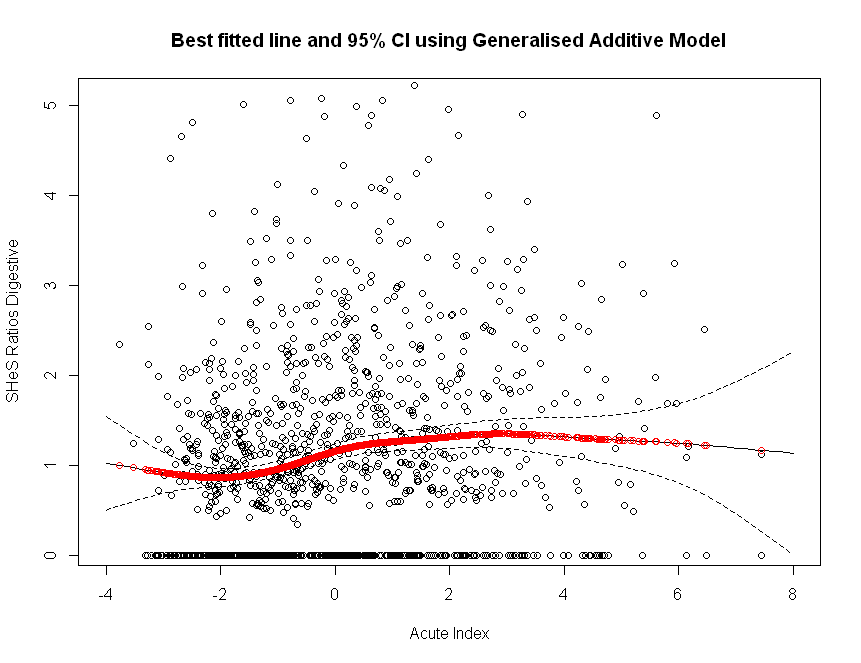 Best fitted line and 95% CI using Generalised Additive Model
SHeS Ratios Digestive
5
4
3
2
1
0
-4 -2 0 2 4 6 8
Acute Index